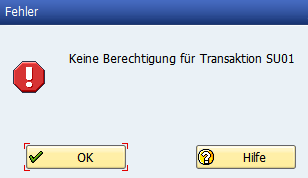 Fehler
Keine Berechtigung für Transaktion SU01
OK
Hilfe